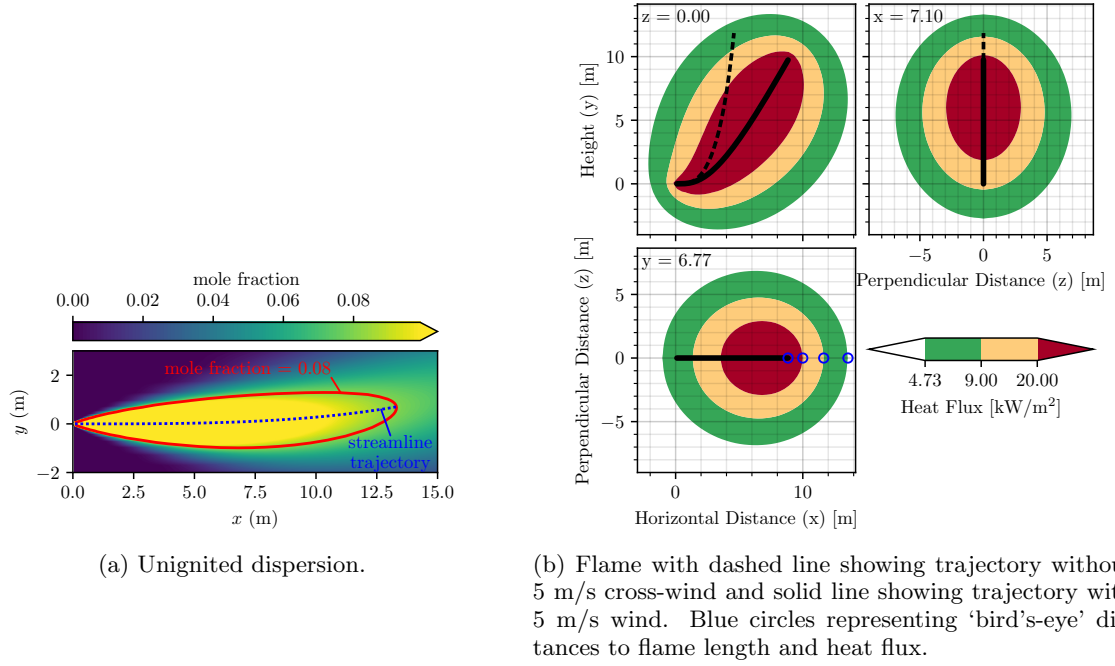 mole fraction
0.00 0.02 0.04 0.06 0.08
mole fraction = 0.08
streamline
trajectory
2
0
−2
y (m)
0.0 2.5 5.0 7.5 10.0 12.5 15.0
x (m)
(a) Unignited dispersion.
z = 0.00
10
5
0
Height (y) [m]
x = 7.10
−5 0 5
Perpendicular Distance (z) [m]
y = 6.77
5
0
−5
Perpendicular Distance (z) [m]
0 10
Horizontal Distance (x) [m]
4.73 9.00 20.00
Heat Flux [kW/m²]
(b) Flame with dashed line showing trajectory withou
5 m/s cross-wind and solid line showing trajectory wit
5 m/s wind. Blue circles representing ‘bird’s-eye’ di
tances to flame length and heat flux.